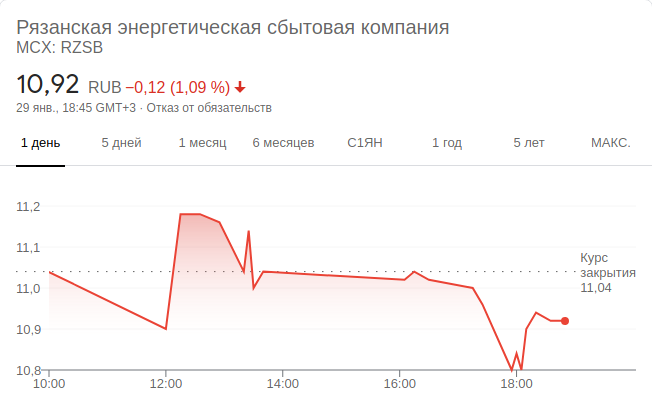 Рязанская энергетическая сбытовая компания
MCX: RZSB
10,92 RUB −0,12 (1,09 %)
29 янв., 18:45 GMT+3 · Отказ от обязательств
1 день 5 дней 1 месяц 6 месяцев С1ЯН 1 год 5 лет МАКС.
11,2
11,1
11,0
10,9
10,8
Курс
закрытия
11,04
10:00 12:00 14:00 16:00 18:00